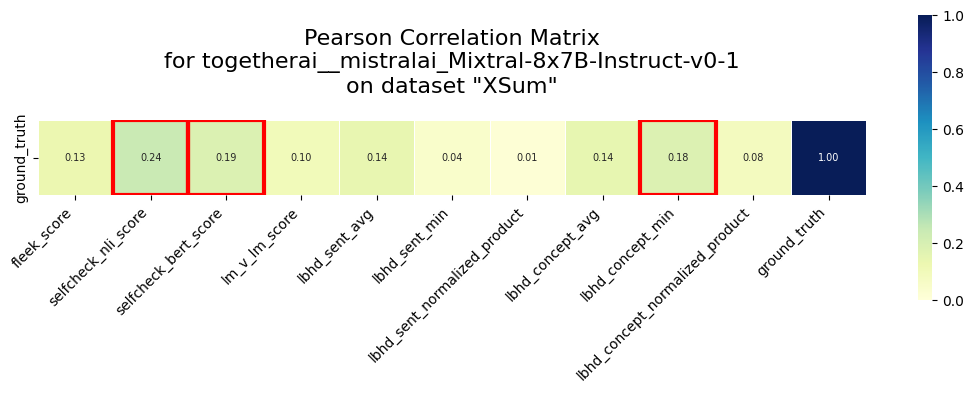 Pearson Correlation Matrix
for togetherai__mistralai_Mixtral-8x7B-Instruct-v0-1
on dataset "XSum"
1.0
0.8
0.6
0.4
0.2
0.0
ground_truth
0.13 0.24 0.19 0.10 0.14 0.04 0.01 0.14 0.18 0.08 1.00
fleek_score
selfcheck_nli_score
selfcheck_bert_score
lm_v_lm_score
lbhd_sent_avg
lbhd_sent_min
lbhd_sent_normalized_product
lbhd_concept_avg
lbhd_concept_min
lbhd_concept_normalized_product
ground_truth